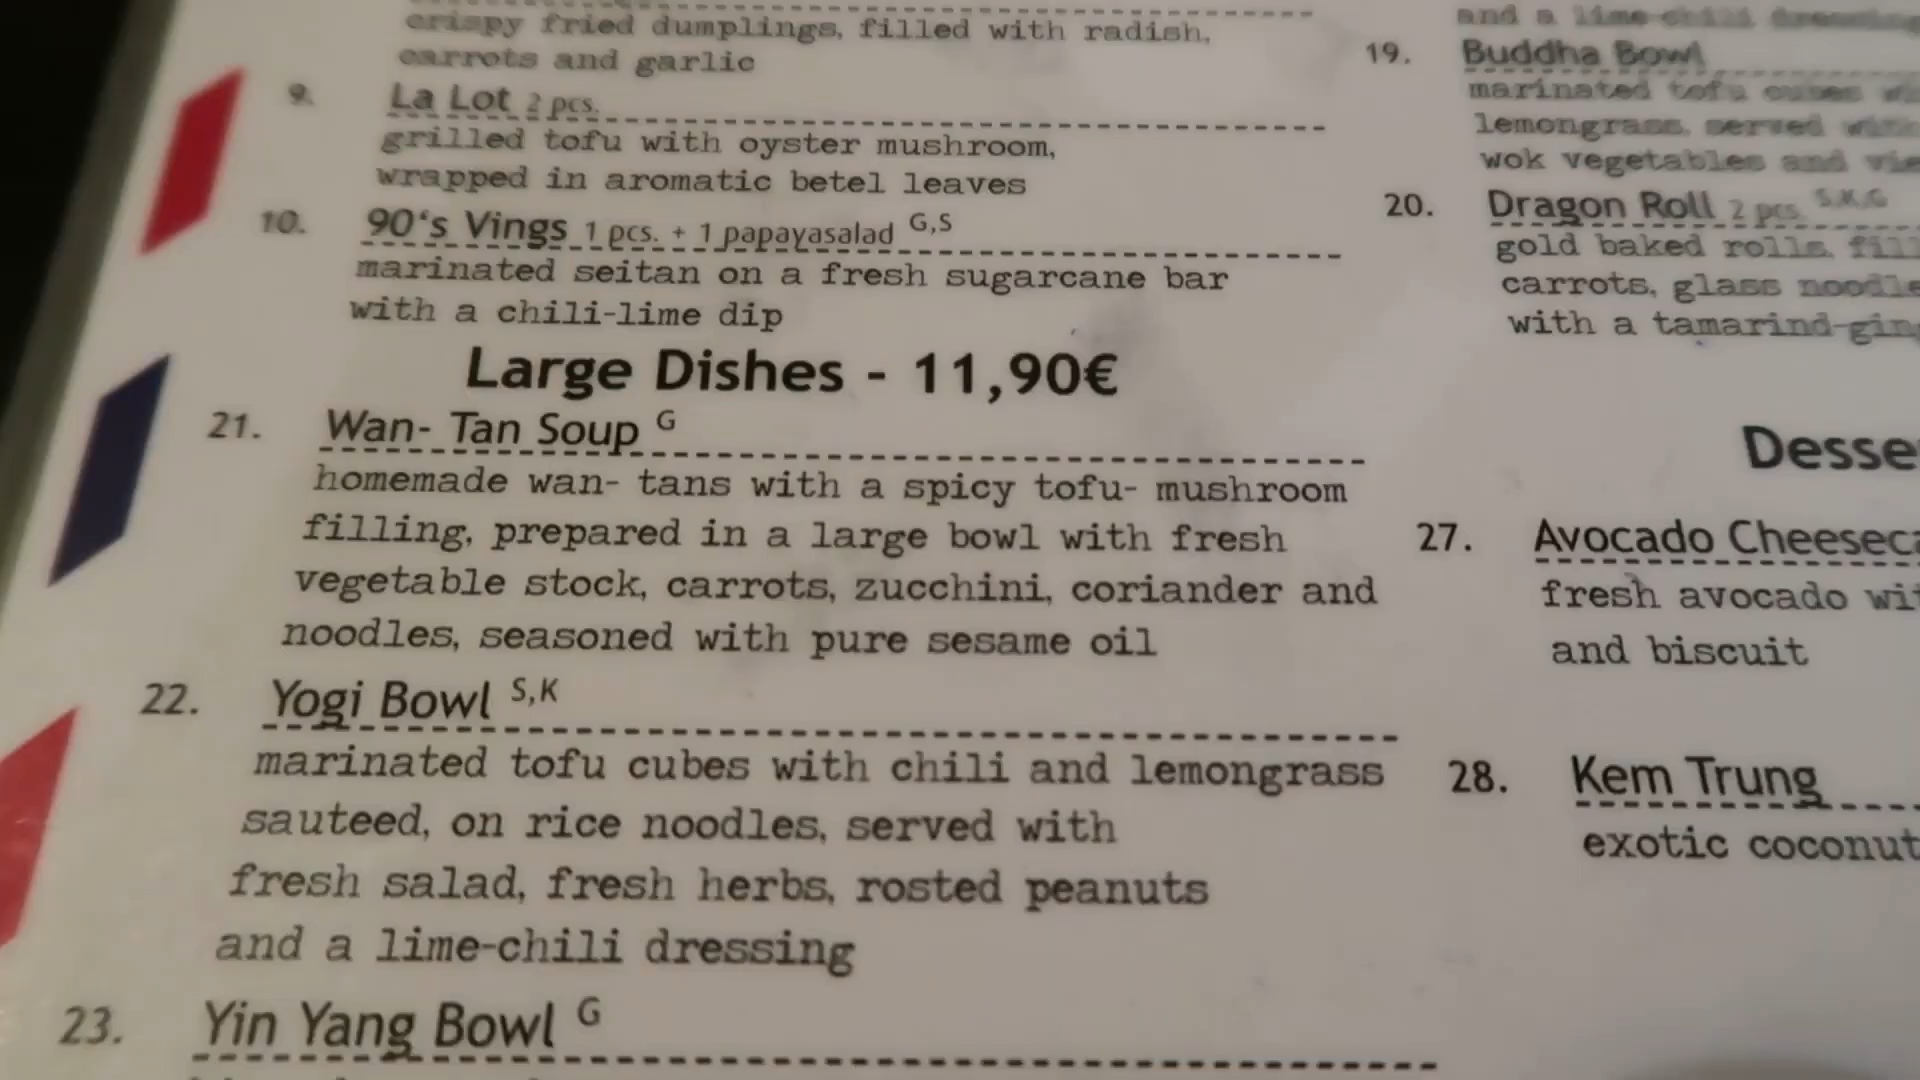 crispy fried dumplings, filled with radish,
carrots and garlic
9. La Lot 2 pcs.
grilled tofu with oyster mushroom,
wrapped in aromatic betel leaves
10. 90's Vings 1 pcs. + 1 papayasalad G,S
marinated seitan on a fresh sugarcane bar
with a chili-lime dip
Large Dishes - 11,90€
21. Wan- Tan Soup G
homemade wan- tans with a spicy tofu- mushroom
filling, prepared in a large bowl with fresh
vegetable stock, carrots, zucchini, coriander and
noodles, seasoned with pure sesame oil
22. Yogi Bowl S,K
marinated tofu cubes with chili and lemongrass
sauteed, on rice noodles, served with
fresh salad, fresh herbs, rosted peanuts
and a lime-chili dressing
23. Yin Yang Bowl G
and a lime-chili dressing
19. Buddha Bowl
marinated tofu cubes
lemongrass, served with
wok vegetables and
20. Dragon Roll 2 pcs. S,K,G
gold baked rolls,
carrots, glass
with a tamarind-
27. Avocado
fresh avocado
and biscuit
28. Kem Trung
exotic coconut